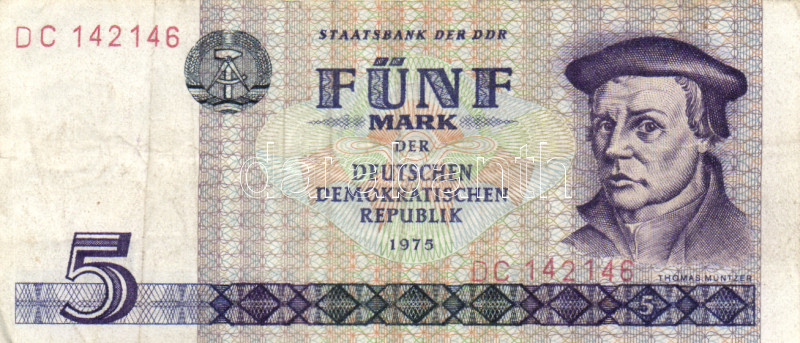 DC 142146
STAATSBANK DER DDR
FÜNF
MARK
DER
DEUTSCHEN
DEMOKRATISCHEN
REPUBLIK
1975
DC 142146
THOMAS MÜNTZER
5
5